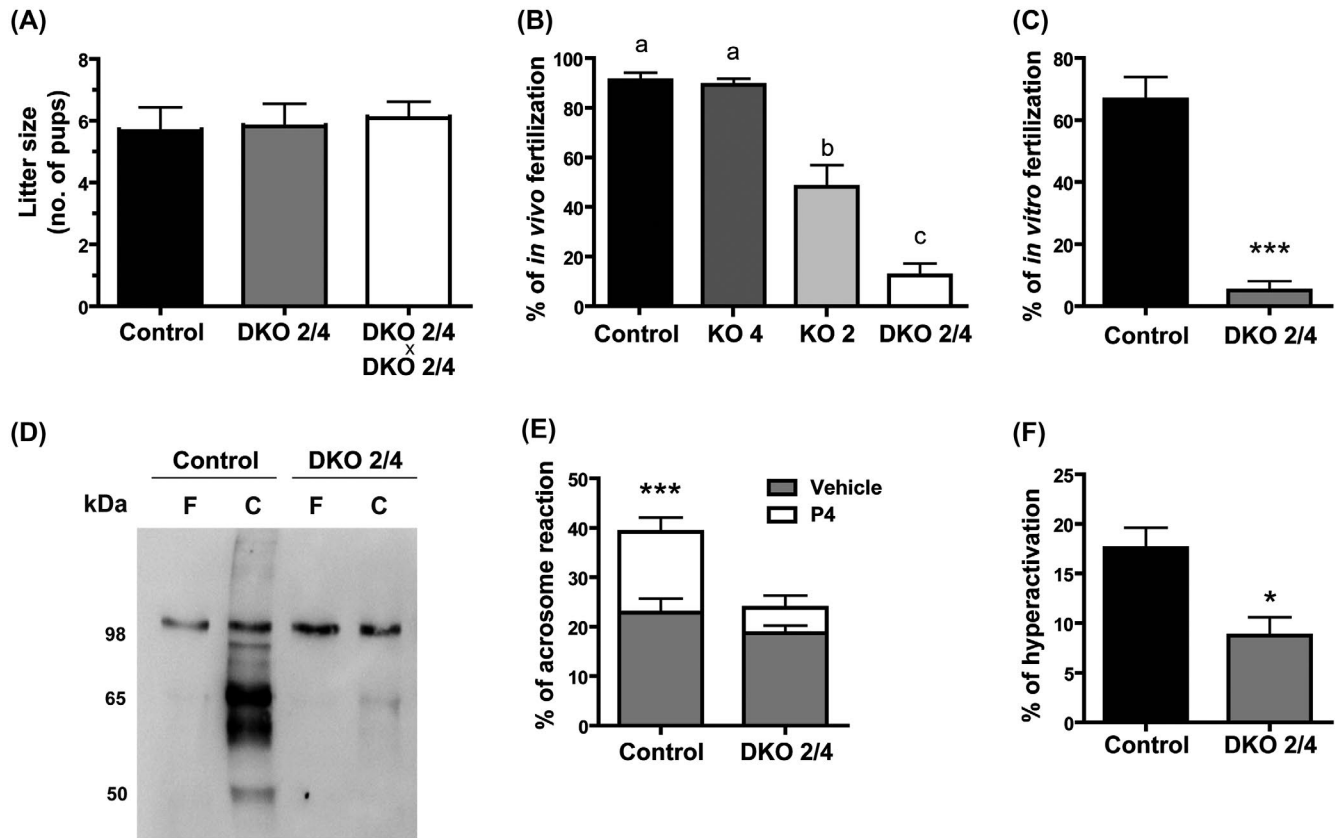 (A)
Litter size
(no. of pups)
8
6
4
2
0
Control
DKO 2/4
DKO 2/4
x
DKO 2/4
(B)
% of in vivo fertilization
100
80
60
40
20
0
a
a
b
c
Control
KO 4
KO 2
DKO 2/4
(C)
% of in vitro fertilization
80
60
40
20
0
***
Control
DKO 2/4
(D)
Control
DKO 2/4
kDa
F
C
F
C
98
65
50
(E)
% of acrosome reaction
50
40
30
20
10
0
***
Vehicle
P4
Control
DKO 2/4
(F)
% of hyperactivation
25
20
15
10
5
0
*
Control
DKO 2/4